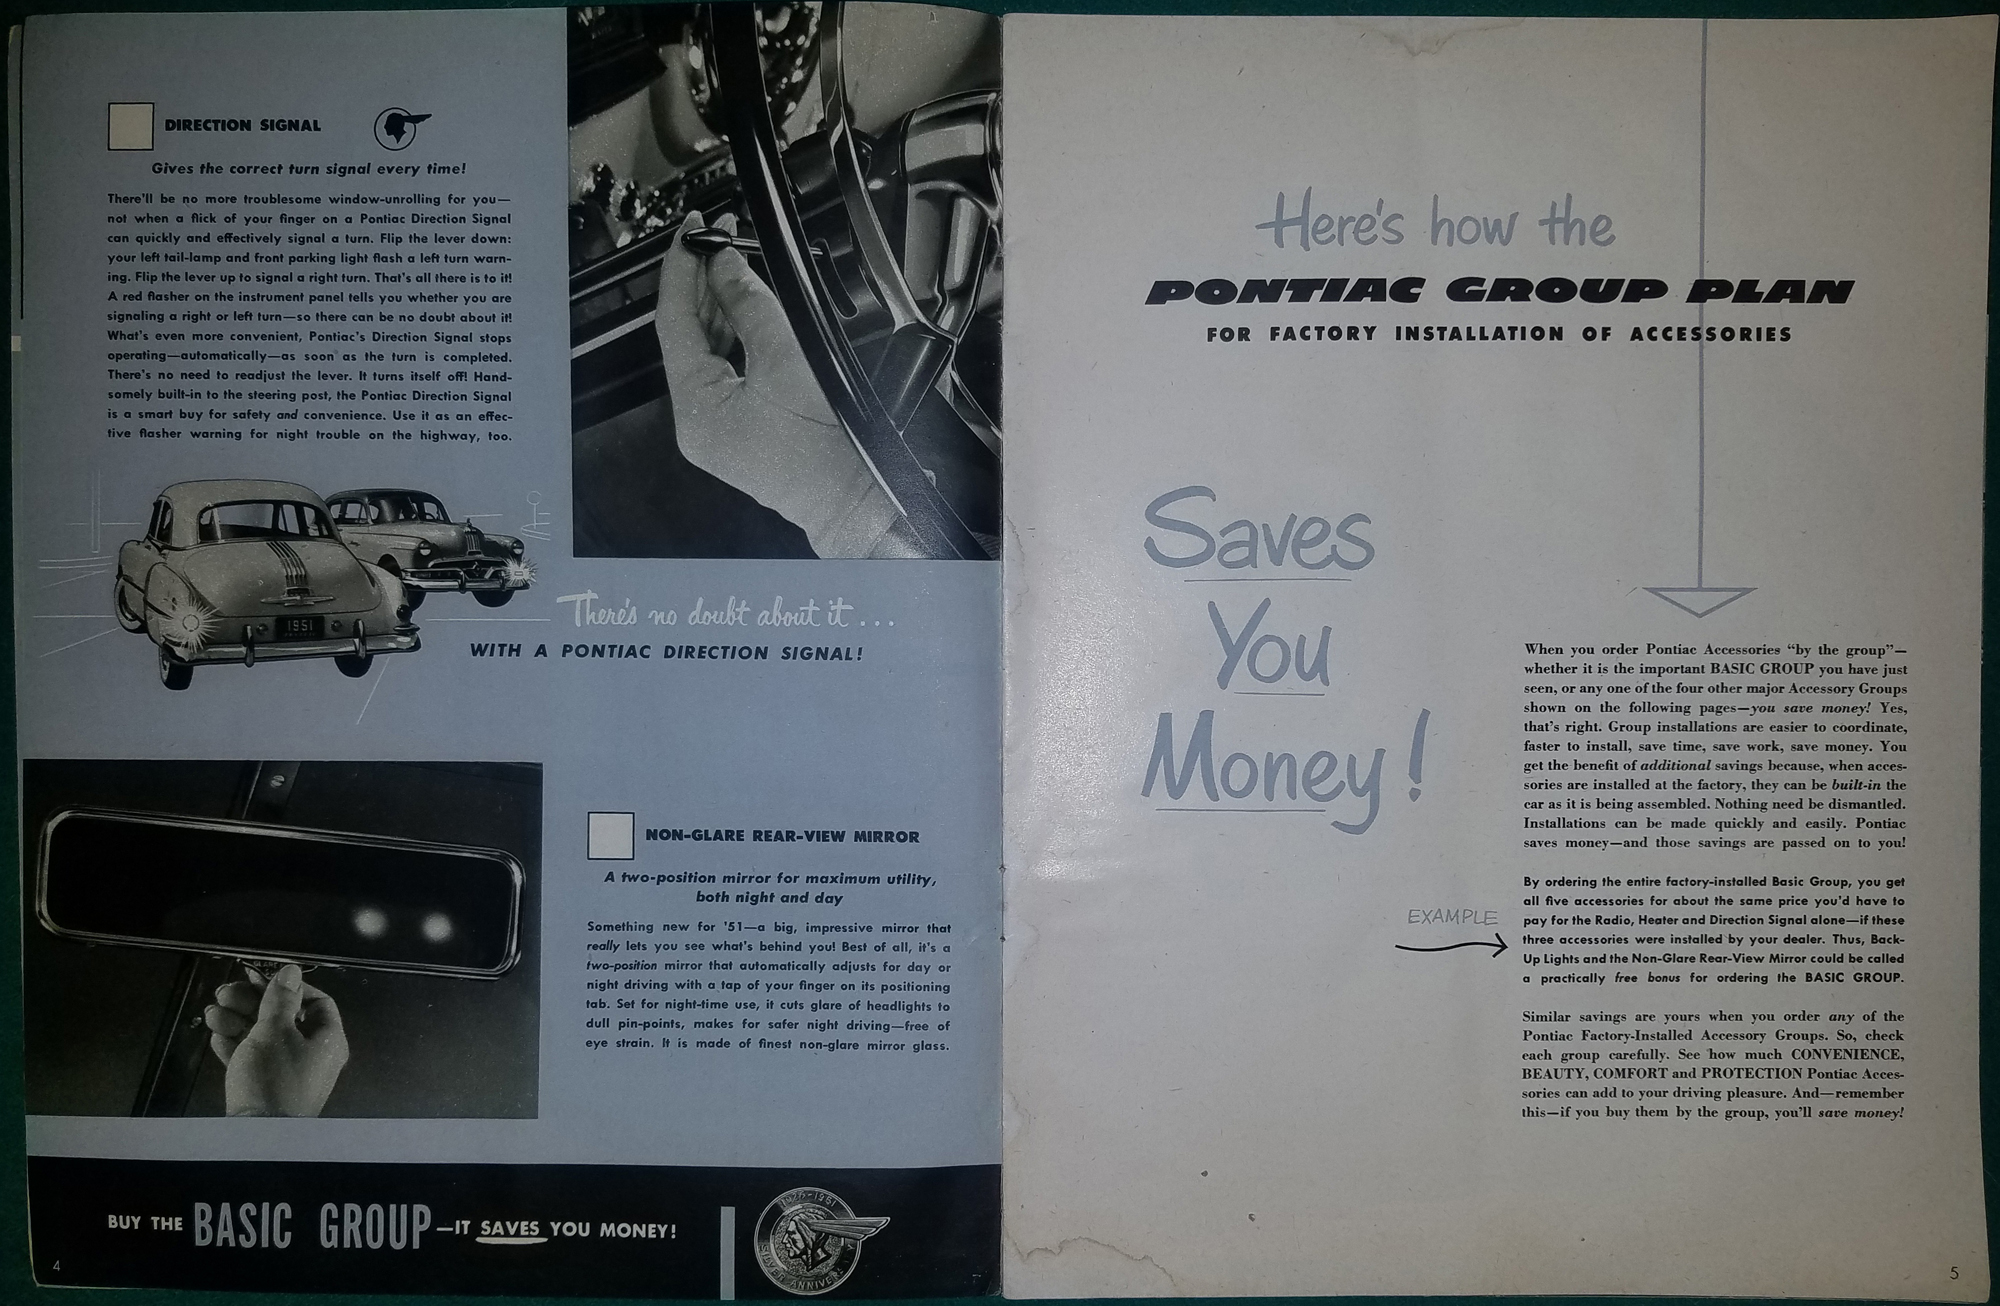 DIRECTION SIGNAL
Gives the correct turn signal every time!
There'll be no more troublesome window-unrolling for you—
not when a flick of your finger on a Pontiac Direction Signal
can quickly and effectively signal a turn. Flip the lever down:
your left tail-lamp and front parking light flash a left turn warn-
ing. Flip the lever up to signal a right turn. That's all there is to it!
A red flasher on the instrument panel tells you whether you are
signaling a right or left turn—so there can be no doubt about it!
What's even more convenient, Pontiac's Direction Signal stops
operating—automatically—as soon as the turn is completed.
There's no need to readjust the lever. It turns itself off! Hand-
somely built-in to the steering post, the Pontiac Direction Signal
is a smart buy for safety and convenience. Use it as an effec-
tive flasher warning for night trouble on the highway, too.
1951
There's no doubt about it ...
WITH A PONTIAC DIRECTION SIGNAL!
NON-GLARE REAR-VIEW MIRROR
A two-position mirror for maximum utility,
both night and day
Something new for '51—a big, impressive mirror that
really lets you see what's behind you! Best of all, it's a
two-position mirror that automatically adjusts for day or
night driving with a tap of your finger on its positioning
tab. Set for night-time use, it cuts glare of headlights to
dull pin-points, makes for safer night driving—free of
eye strain. It is made of finest non-glare mirror glass.
BUY THE BASIC GROUP—IT SAVES YOU MONEY!
1926-1951
SILVER ANNIVERSARY
4
Here's how the
PONTIAC GROUP PLAN
FOR FACTORY INSTALLATION OF ACCESSORIES
Saves
You
Money!
When you order Pontiac Accessories "by the group"—
whether it is the important BASIC GROUP you have just
seen, or any one of the four other major Accessory Groups
shown on the following pages—you save money! Yes,
that's right. Group installations are easier to coordinate,
faster to install, save time, save work, save money. You
get the benefit of additional savings because, when acces-
sories are installed at the factory, they can be built-in the
car as it is being assembled. Nothing need be dismantled.
Installations can be made quickly and easily. Pontiac
saves money—and those savings are passed on to you!
EXAMPLE
By ordering the entire factory-installed Basic Group, you get
all five accessories for about the same price you'd have to
pay for the Radio, Heater and Direction Signal alone—if these
three accessories were installed by your dealer. Thus, Back-
Up Lights and the Non-Glare Rear-View Mirror could be called
a practically free bonus for ordering the BASIC GROUP.
Similar savings are yours when you order any of the
Pontiac Factory-Installed Accessory Groups. So, check
each group carefully. See how much CONVENIENCE,
BEAUTY, COMFORT and PROTECTION Pontiac Acces-
sories can add to your driving pleasure. And—remember
this—if you buy them by the group, you'll save money!
5